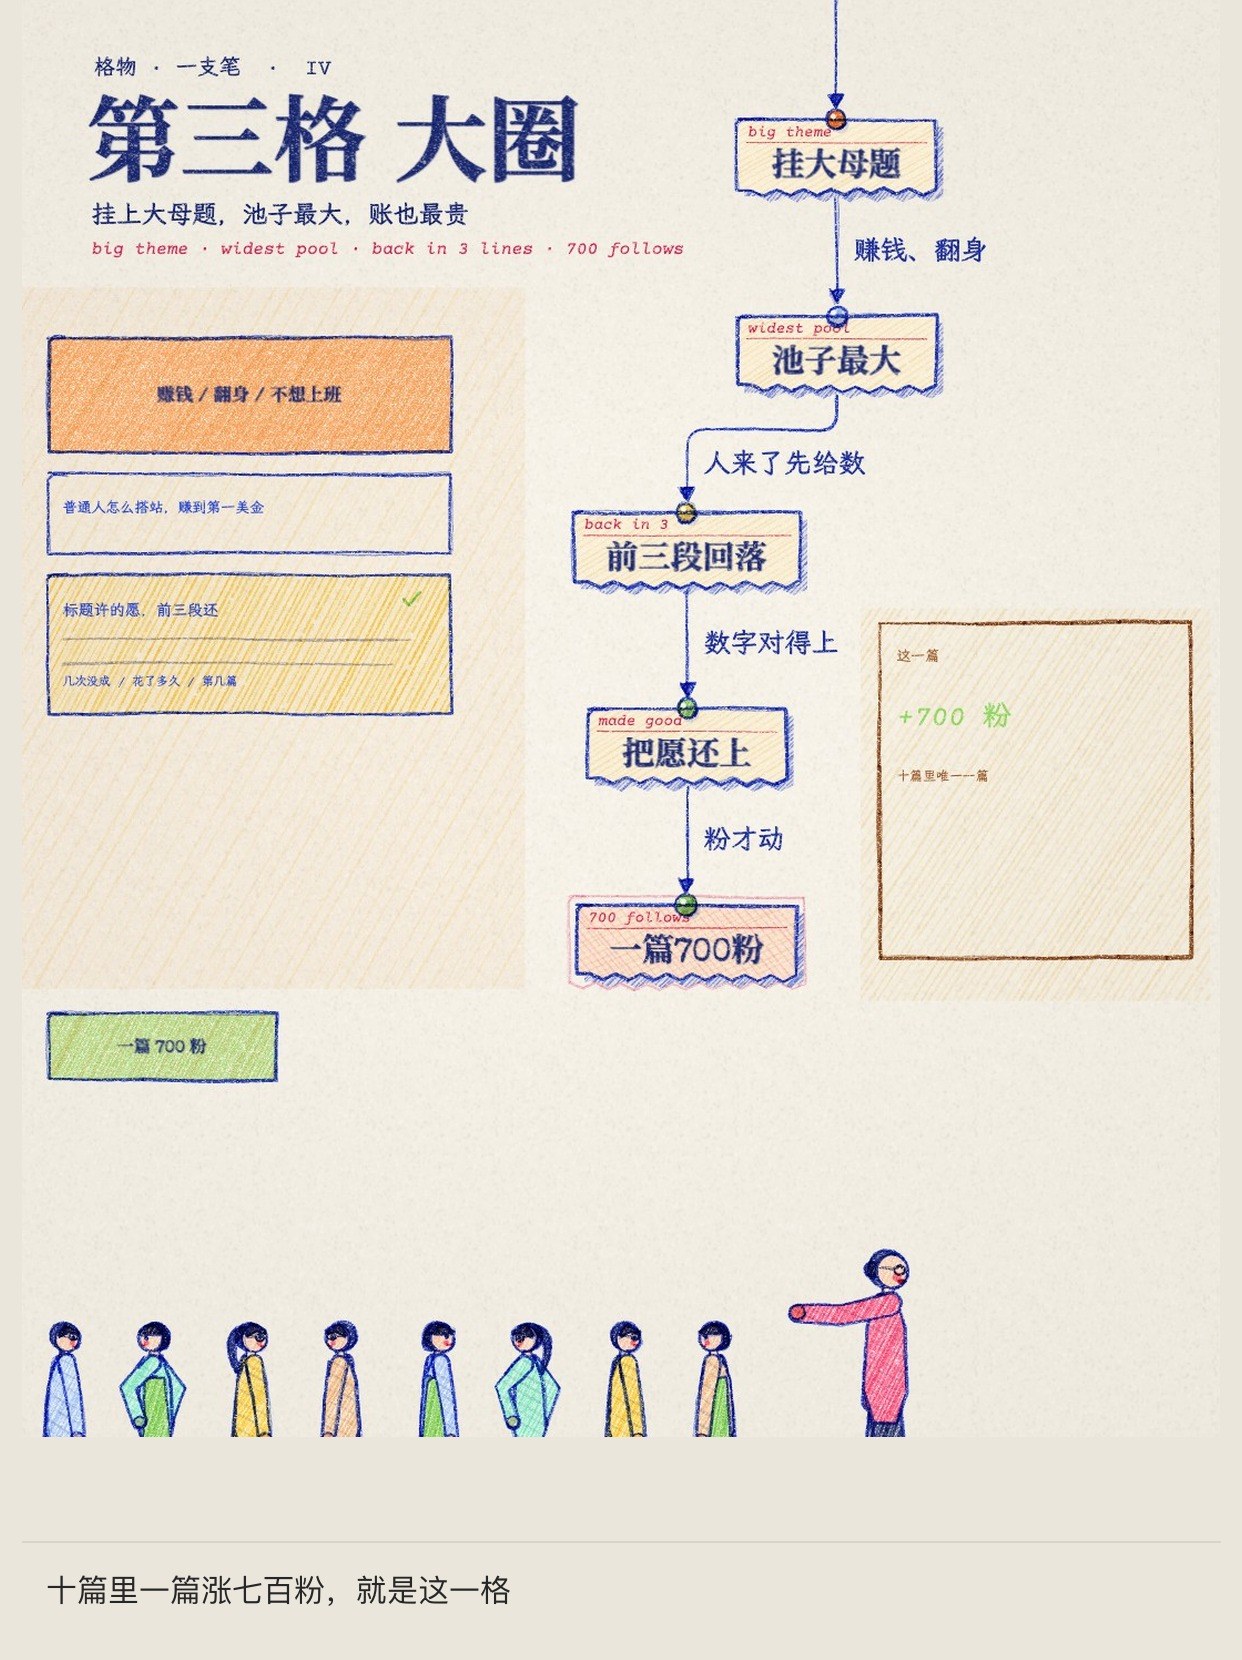 格物 · 一支笔 · IV
第三格 大圈
挂上大母题，池子最大，账也最贵
big theme · widest pool · back in 3 lines · 700 follows
big theme
挂大母题
赚钱、翻身
widest pool
池子最大
人来了先给数
back in 3
前三段回落
数字对得上
made good
把愿还上
粉才动
700 follows
一篇700粉
赚钱 / 翻身 / 不想上班
普通人怎么搭站，赚到第一美金
标题许的愿，前三段还
几次没成 / 花了多久 / 第几篇
一篇 700 粉
这一篇
+700 粉
十篇里唯一一篇
十篇里一篇涨七百粉，就是这一格